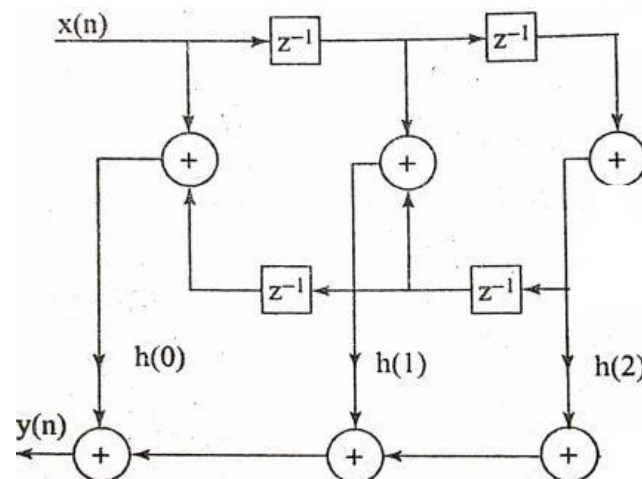 x(n)
z⁻¹
z⁻¹
+
+
+
z⁻¹
z⁻¹
h(0)
h(1)
h(2)
y(n)
+
+
+